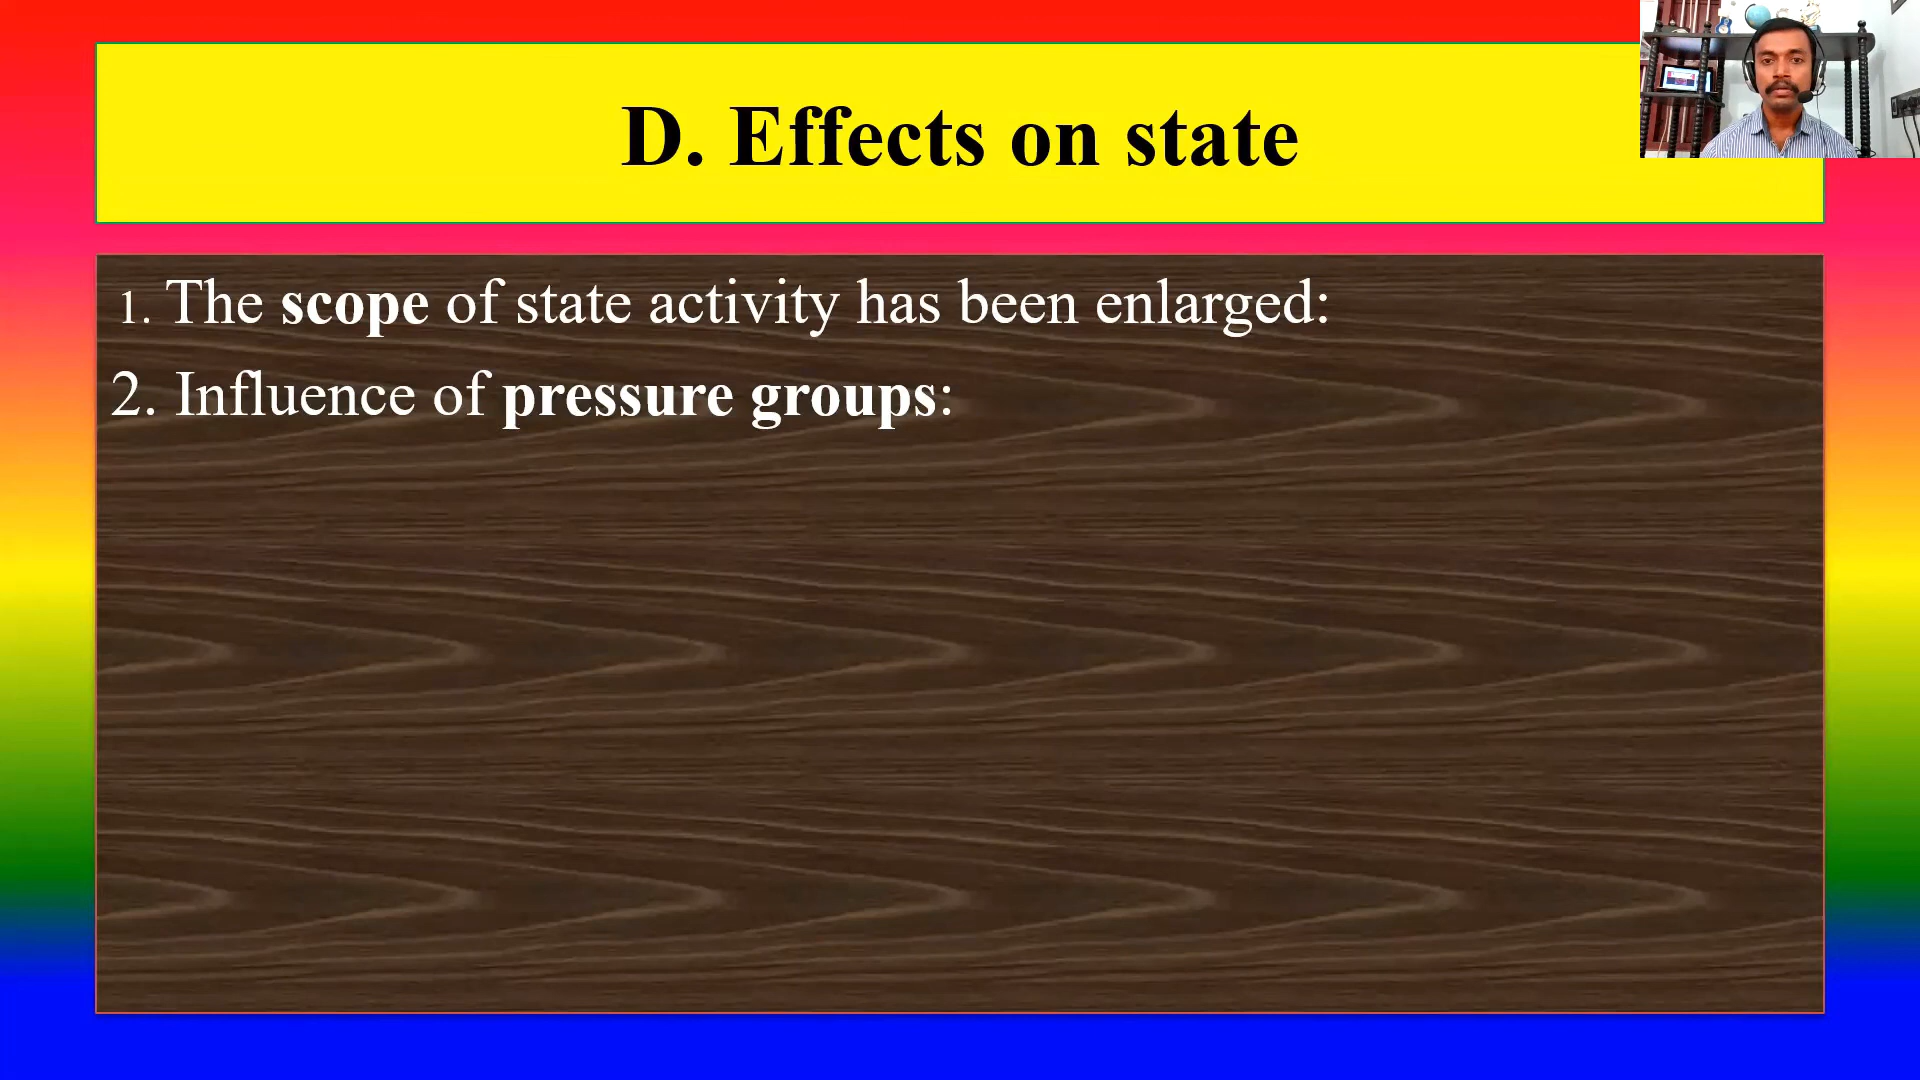 D. Effects on state
1. The scope of state activity has been enlarged:
2. Influence of pressure groups: